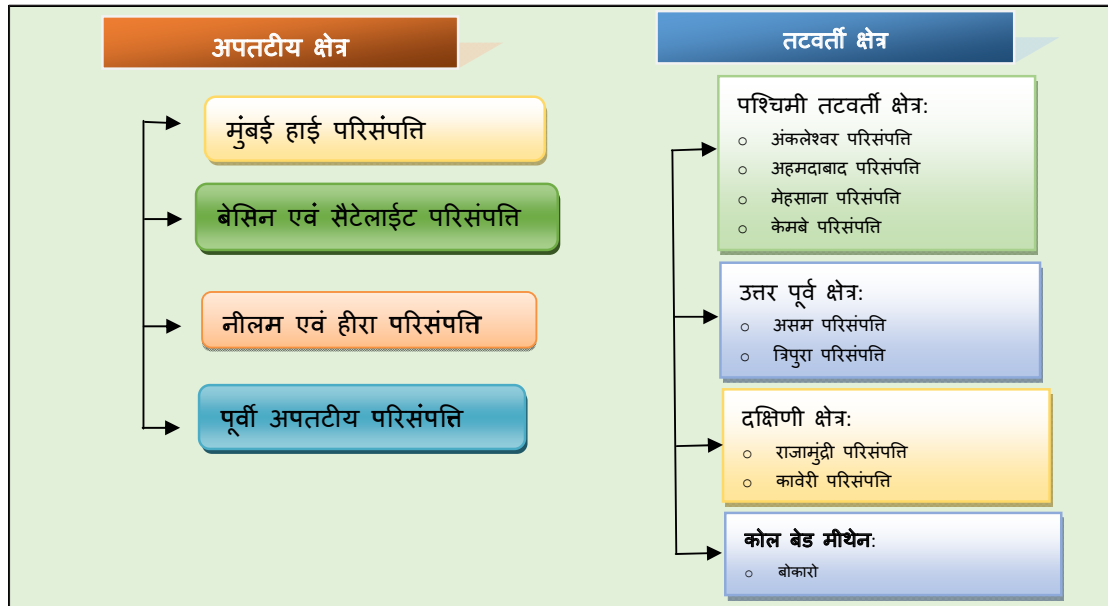 अपतटीय क्षेत्र
मुंबई हाई परिसंपत्ति
बेसिन एवं सैटेलाईट परिसंपत्ति
नीलम एवं हीरा परिसंपत्ति
पूर्वी अपतटीय परिसंपत्ति
तटवर्ती क्षेत्र
पश्चिमी तटवर्ती क्षेत्र:
○ अंकलेश्वर परिसंपत्ति
○ अहमदाबाद परिसंपत्ति
○ मेहसाना परिसंपत्ति
○ केमबे परिसंपत्ति
उत्तर पूर्व क्षेत्र:
○ असम परिसंपत्ति
○ त्रिपुरा परिसंपत्ति
दक्षिणी क्षेत्र:
○ राजामुंद्री परिसंपत्ति
○ कावेरी परिसंपत्ति
कोल बेड मीथेन:
○ बोकारो